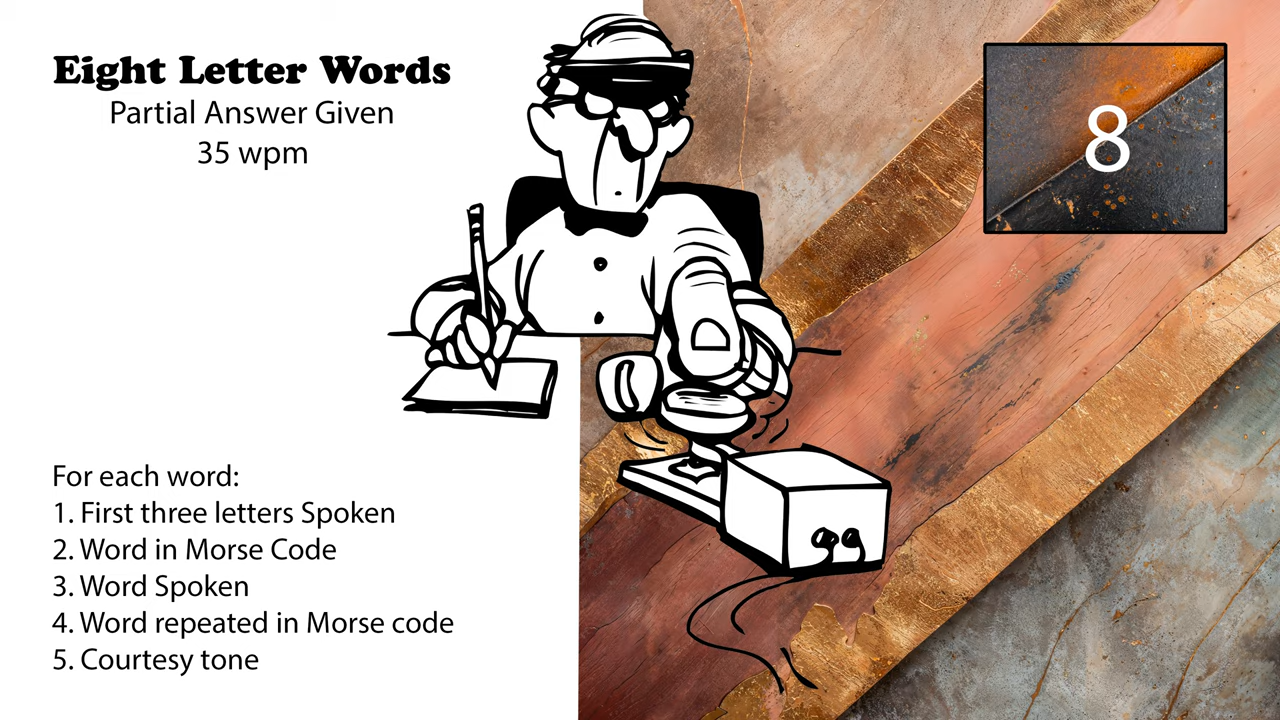 Eight Letter Words
Partial Answer Given
35 wpm
8
For each word:
1. First three letters Spoken
2. Word in Morse Code
3. Word Spoken
4. Word repeated in Morse code
5. Courtesy tone